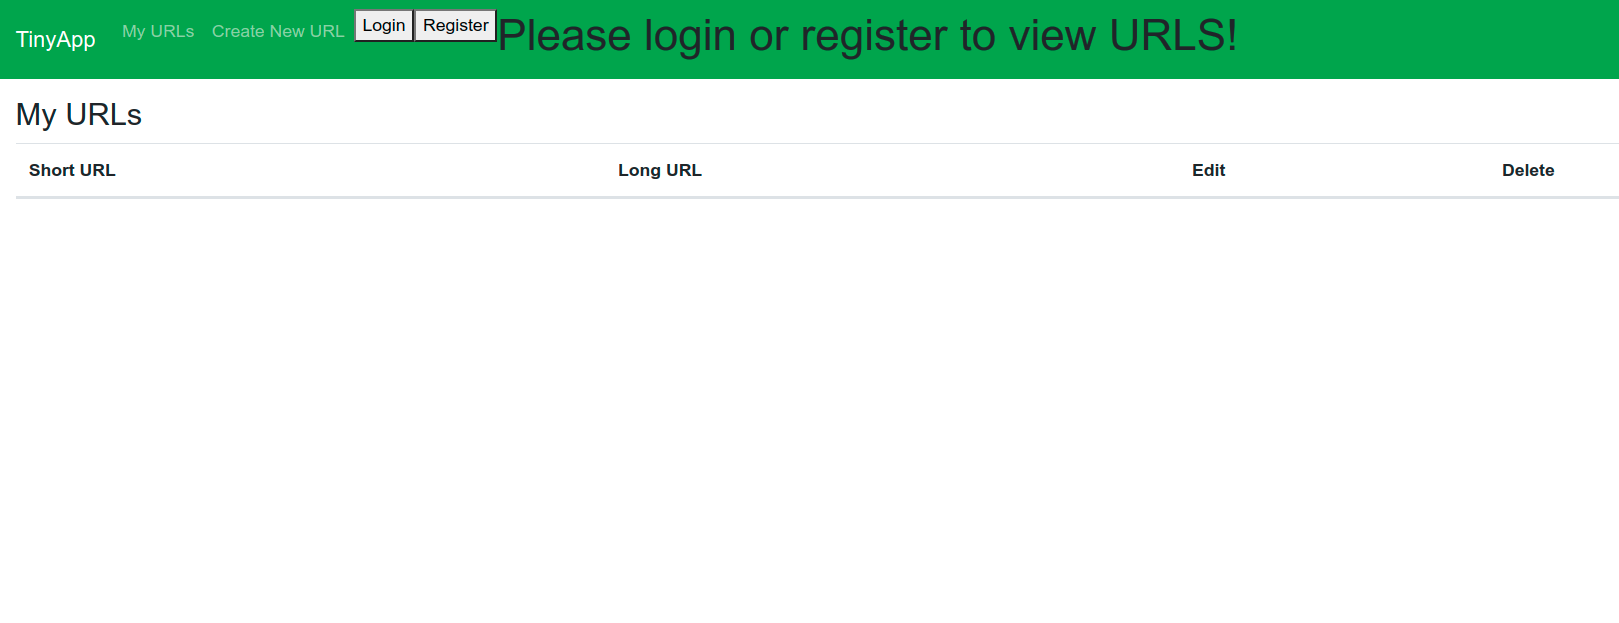 TinyApp My URLs Create New URL Login Register Please login or register to view URLS!
My URLs
Short URL Long URL Edit Delete